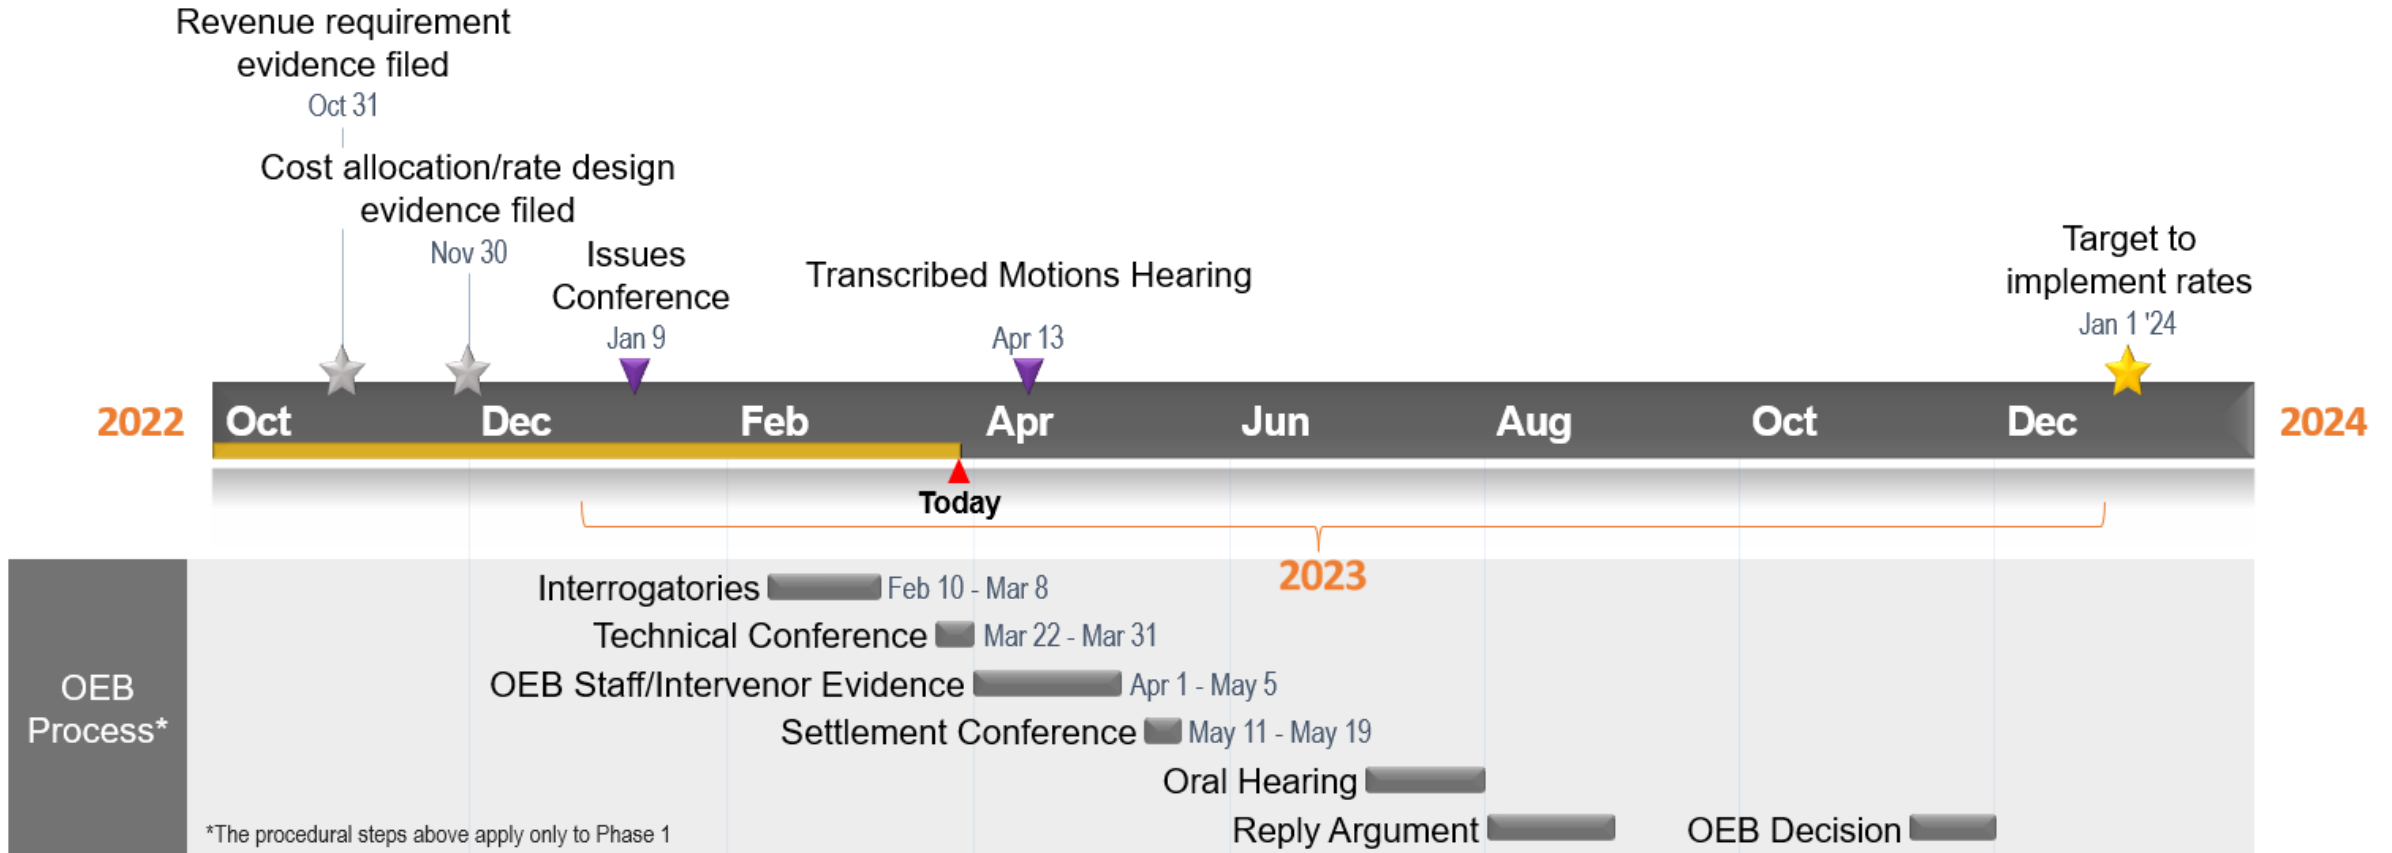 Revenue requirement
evidence filed
Oct 31
Cost allocation/rate design
evidence filed
Nov 30
Issues
Conference
Jan 9
Transcribed Motions Hearing
Apr 13
Target to
implement rates
Jan 1 '24
2022 Oct Dec Feb Apr Jun Aug Oct Dec 2024
Today
2023
OEB
Process*
Interrogatories Feb 10 - Mar 8
Technical Conference Mar 22 - Mar 31
OEB Staff/Intervenor Evidence Apr 1 - May 5
Settlement Conference May 11 - May 19
Oral Hearing
Reply Argument OEB Decision
*The procedural steps above apply only to Phase 1